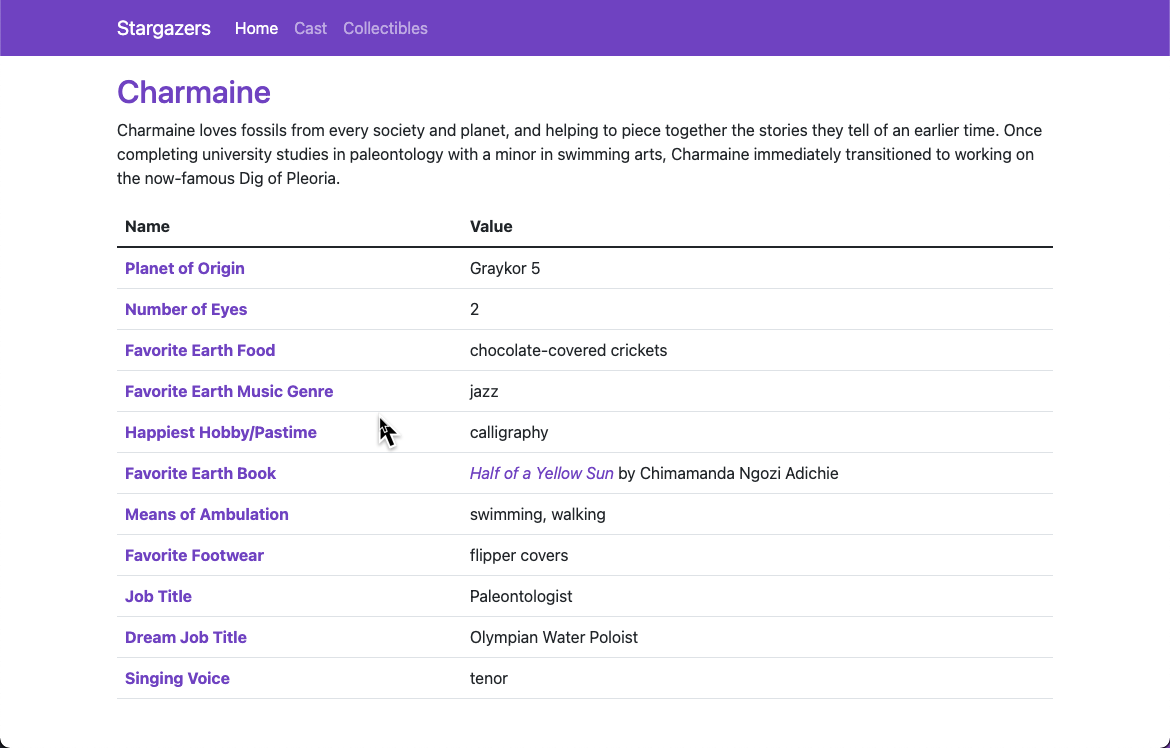 Stargazers Home Cast Collectibles
Charmaine
Charmaine loves fossils from every society and planet, and helping to piece together the stories they tell of an earlier time. Once
completing university studies in paleontology with a minor in swimming arts, Charmaine immediately transitioned to working on
the now-famous Dig of Pleoria.
Name Value
Planet of Origin Graykor 5
Number of Eyes 2
Favorite Earth Food chocolate-covered crickets
Favorite Earth Music Genre jazz
Happiest Hobby/Pastime calligraphy
Favorite Earth Book Half of a Yellow Sun by Chimamanda Ngozi Adichie
Means of Ambulation swimming, walking
Favorite Footwear flipper covers
Job Title Paleontologist
Dream Job Title Olympian Water Poloist
Singing Voice tenor